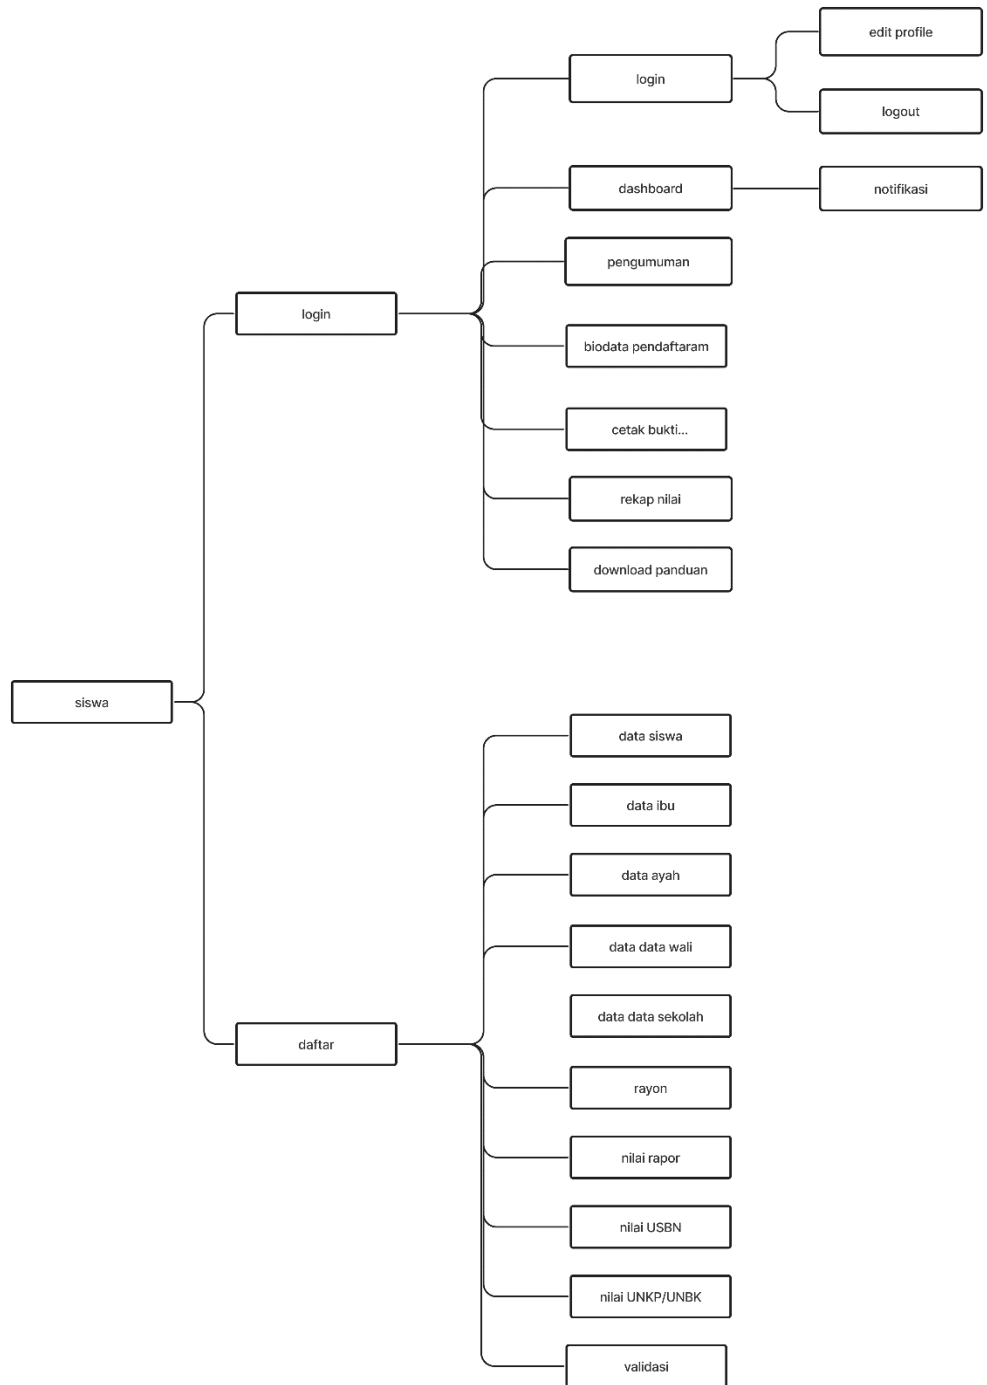 edit profile
login
logout
dashboard
notifikasi
pengumuman
login
biodata pendaftaram
cetak bukti...
rekap nilai
download panduan
siswa
data siswa
data ibu
data ayah
data data wali
data data sekolah
daftar
rayon
nilai rapor
nilai USBN
nilai UNKP/UNBK
validasi